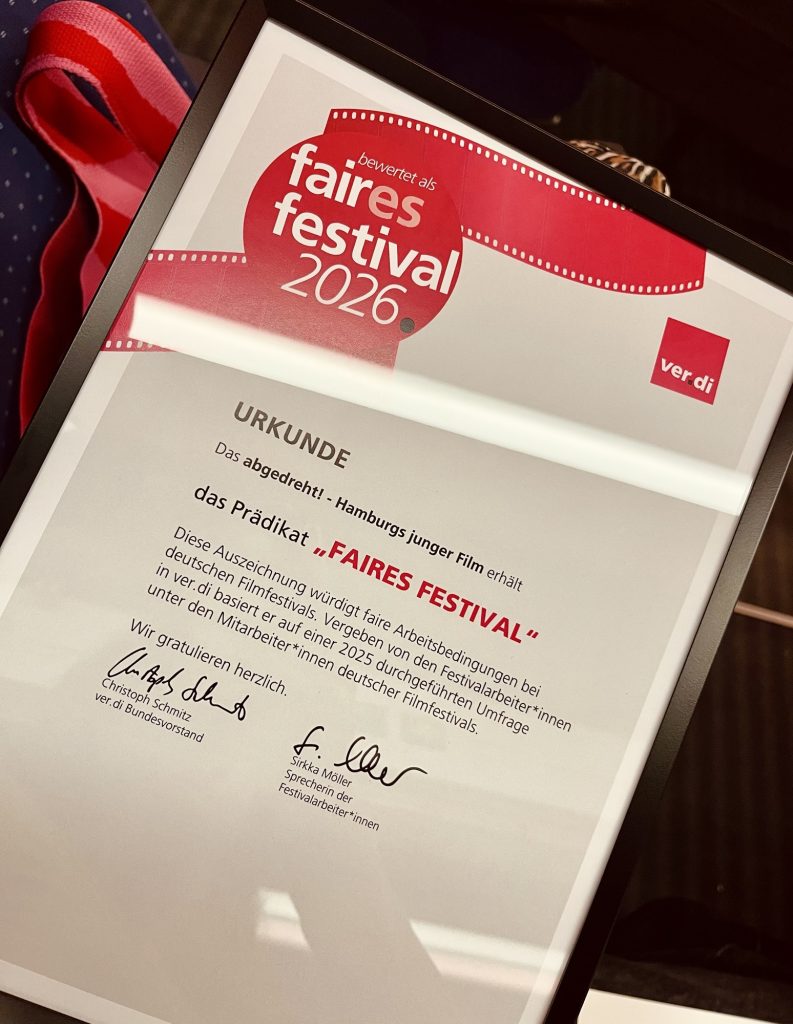 bewertet als
faires
festival
2026.
ver.di
URKUNDE
Das abgedreht! - Hamburgs junger Film erhält
das Prädikat „FAIRES FESTIVAL“
Diese Auszeichnung würdigt faire Arbeitsbedingungen bei
deutschen Filmfestivals. Vergeben von den Festivalarbeiter*innen
in ver.di basiert er auf einer 2025 durchgeführten Umfrage
unter den Mitarbeiter*innen deutscher Filmfestivals.
Wir gratulieren herzlich.
Christoph Schmitz
Christoph Schmitz
ver.di Bundesvorstand
S. Möller
Sirkka Möller
Sprecherin der
Festivalarbeiter*innen